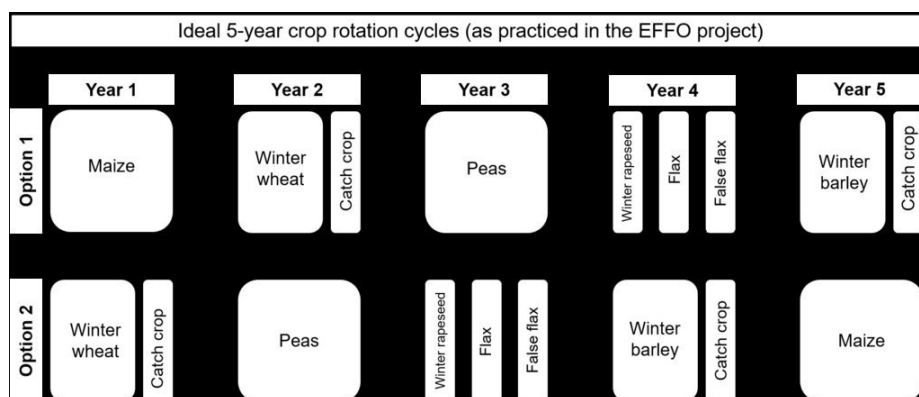 Ideal 5-year crop rotation cycles (as practiced in the EFFO project)
Year 1
Year 2
Year 3
Year 4
Year 5
Option 1
Maize
Winter
wheat
Catch crop
Peas
Winter rapeseed
Flax
False flax
Winter
barley
Catch crop
Option 2
Winter
wheat
Catch crop
Peas
Winter rapeseed
Flax
False flax
Winter
barley
Catch crop
Maize